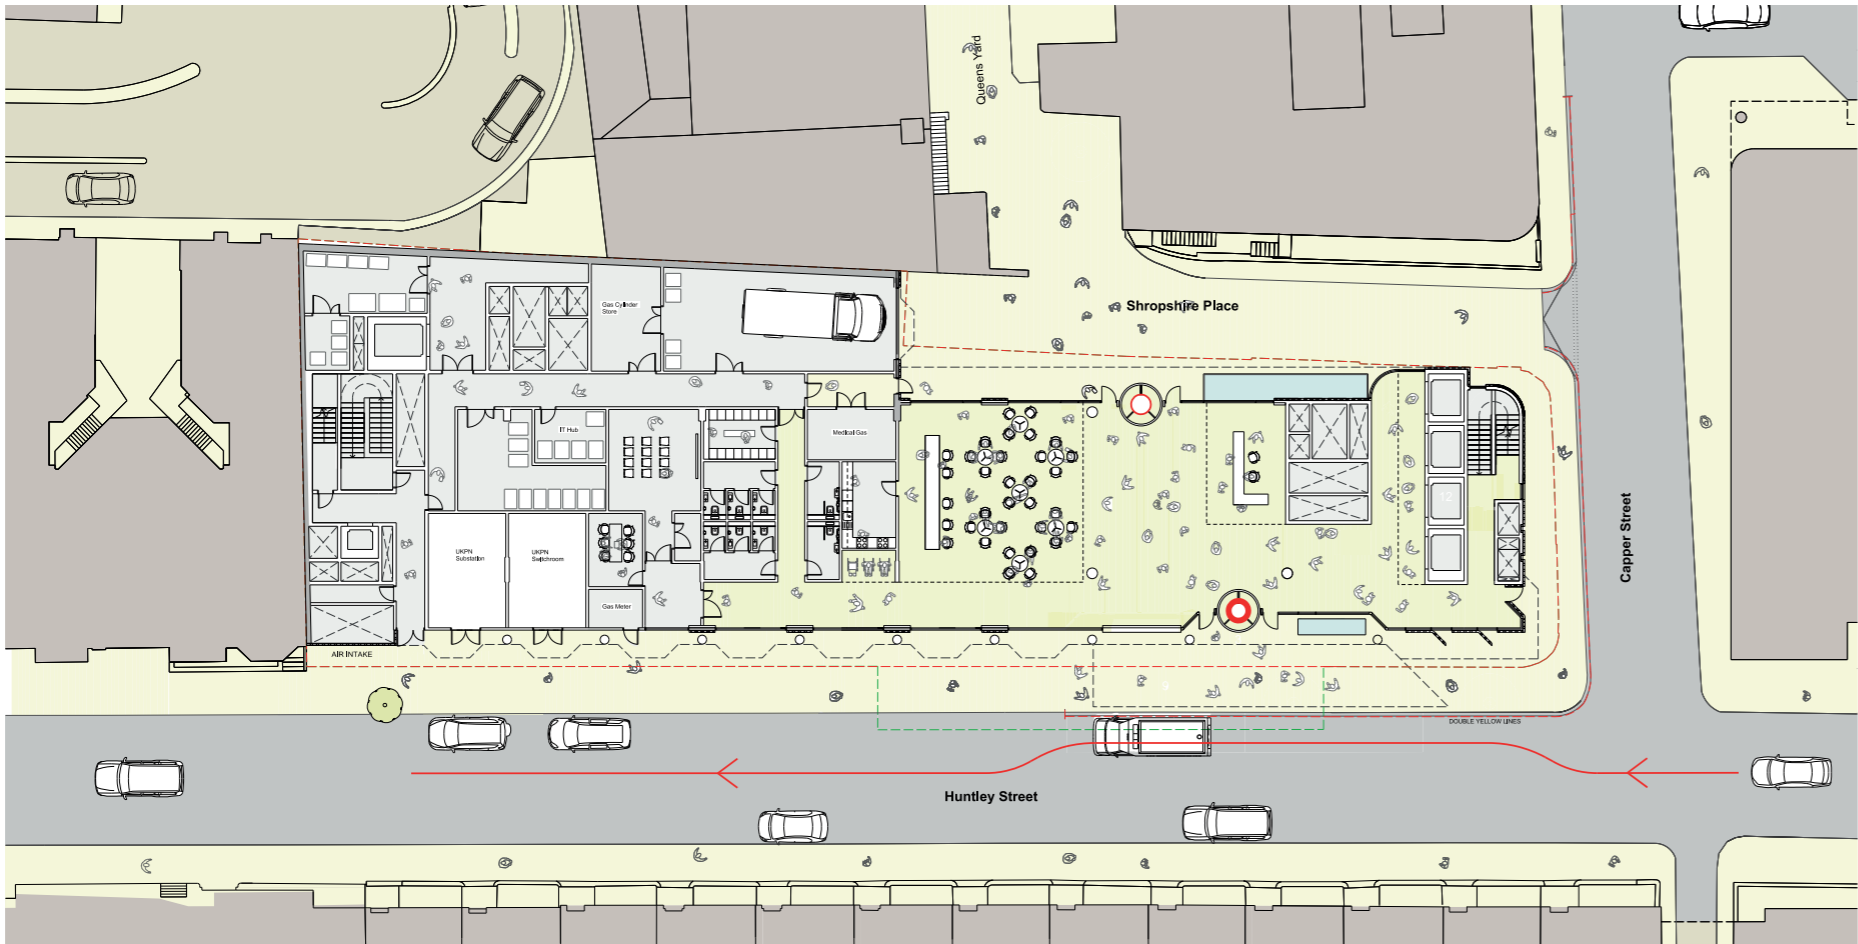 Queens Yard
Gas Cylinder
Store
Shropshire Place
IT Hub
Medical Gas
12
Capper Street
UKPN
Substation
UKPN
Switchroom
Gas Meter
AIR INTAKE
DOUBLE YELLOW LINES
Huntley Street